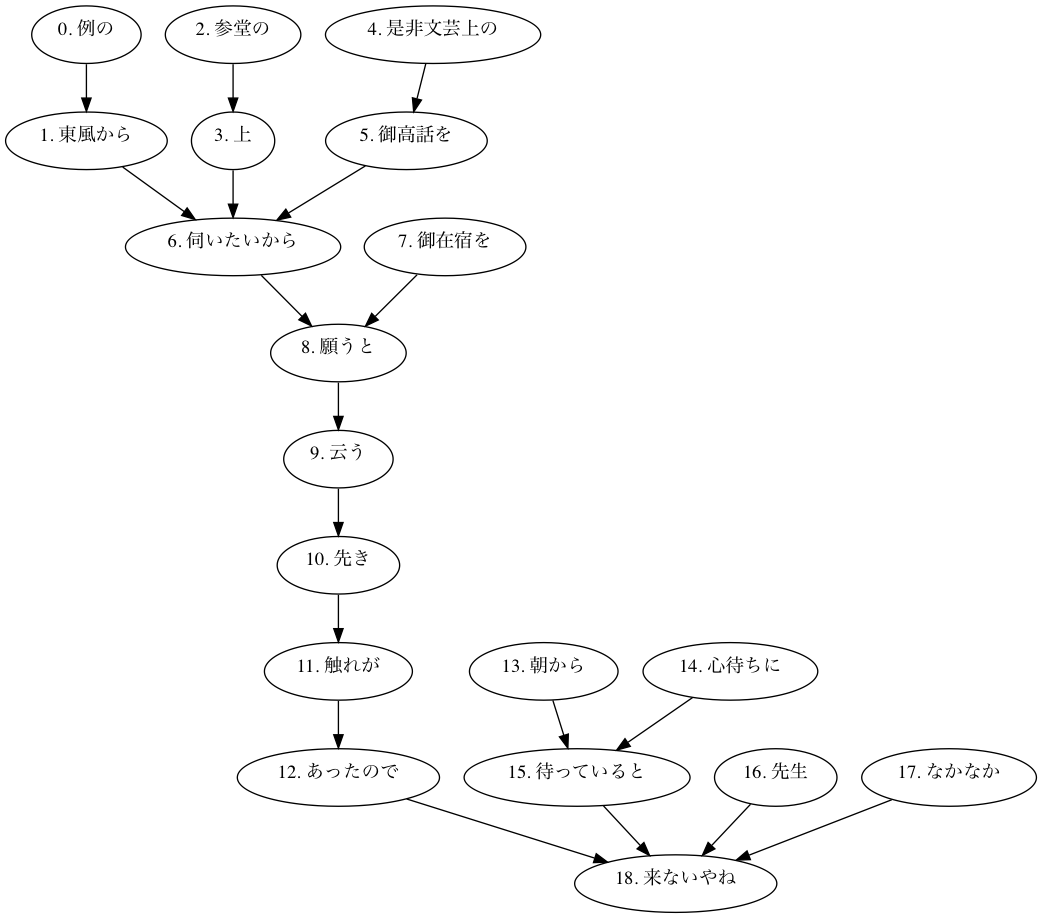 0. 例の
2. 参堂の
4. 是非文芸上の
1. 東風から
3. 上
5. 御高話を
6. 伺いたいから
7. 御在宿を
8. 願うと
9. 云う
10. 先き
11. 触れが
13. 朝から
14. 心待ちに
12. あったので
15. 待っていると
16. 先生
17. なかなか
18. 来ないやね